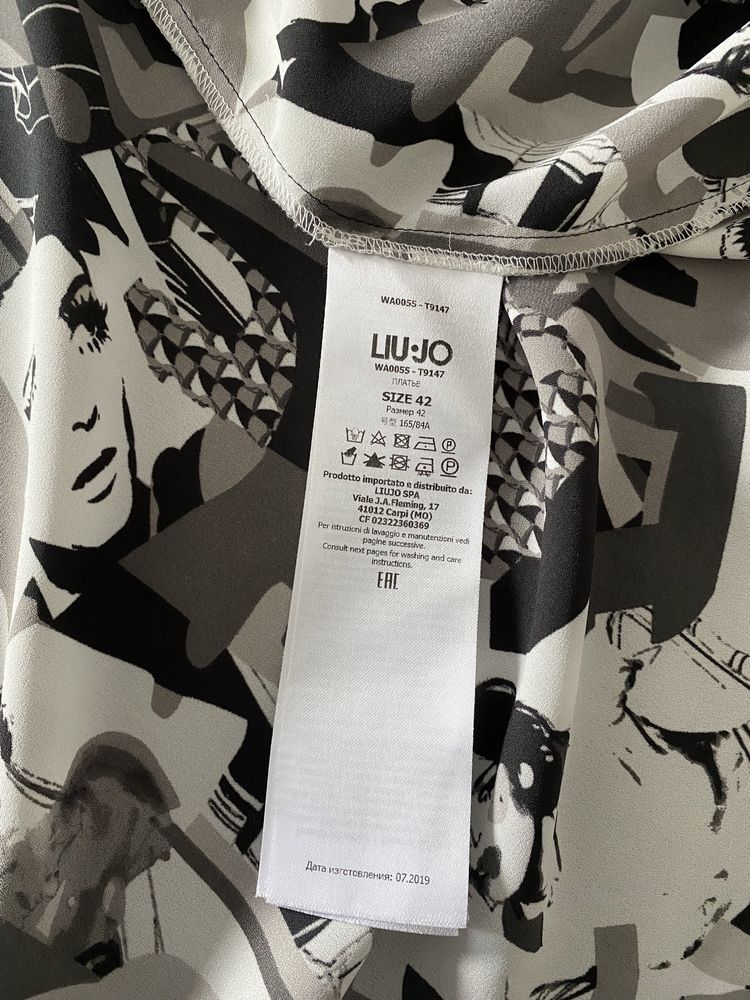 WA0055 - T9147
LIU·JO
WA0055 - T9147
ПЛАТЬЕ
SIZE 42
Размер 42
号型 165/84A
Prodotto importato e distribuito da:
LIUJO SPA
Viale J.A.Fleming, 17
41012 Carpi (MO)
CF 02322360369
Per istruzioni di lavaggio e manutenzioni vedi
pagine successive.
Consult next pages for washing and care
instructions.
EAC
Дата изготовления: 07.2019